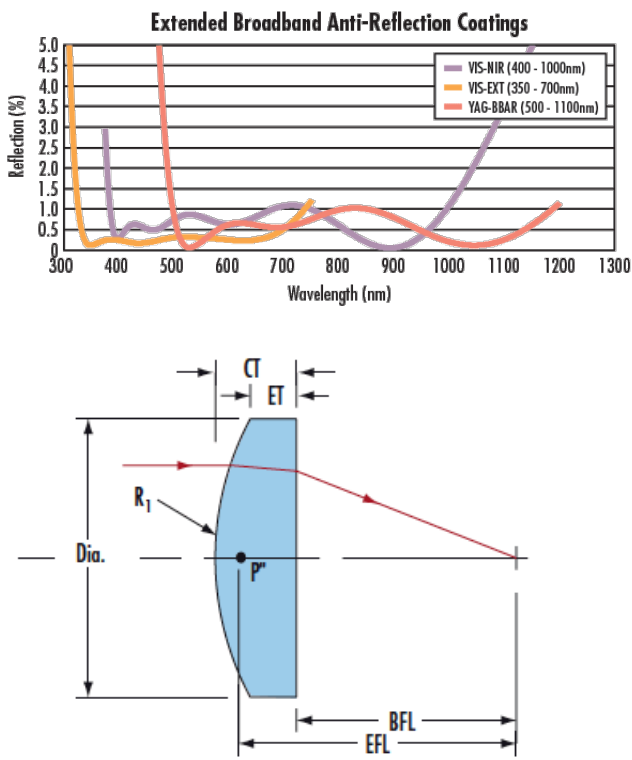 Extended Broadband Anti-Reflection Coatings
5.0
4.5
4.0
3.5
3.0
2.5
2.0
1.5
1.0
0.5
0
Reflection (%)
VIS-NIR (400 - 1000nm)
VIS-EXT (350 - 700nm)
YAG-BBAR (500 - 1100nm)
300 400 500 600 700 800 900 1000 1100 1200 1300
Wavelength (nm)
CT
ET
R1
Dia.
P"
BFL
EFL